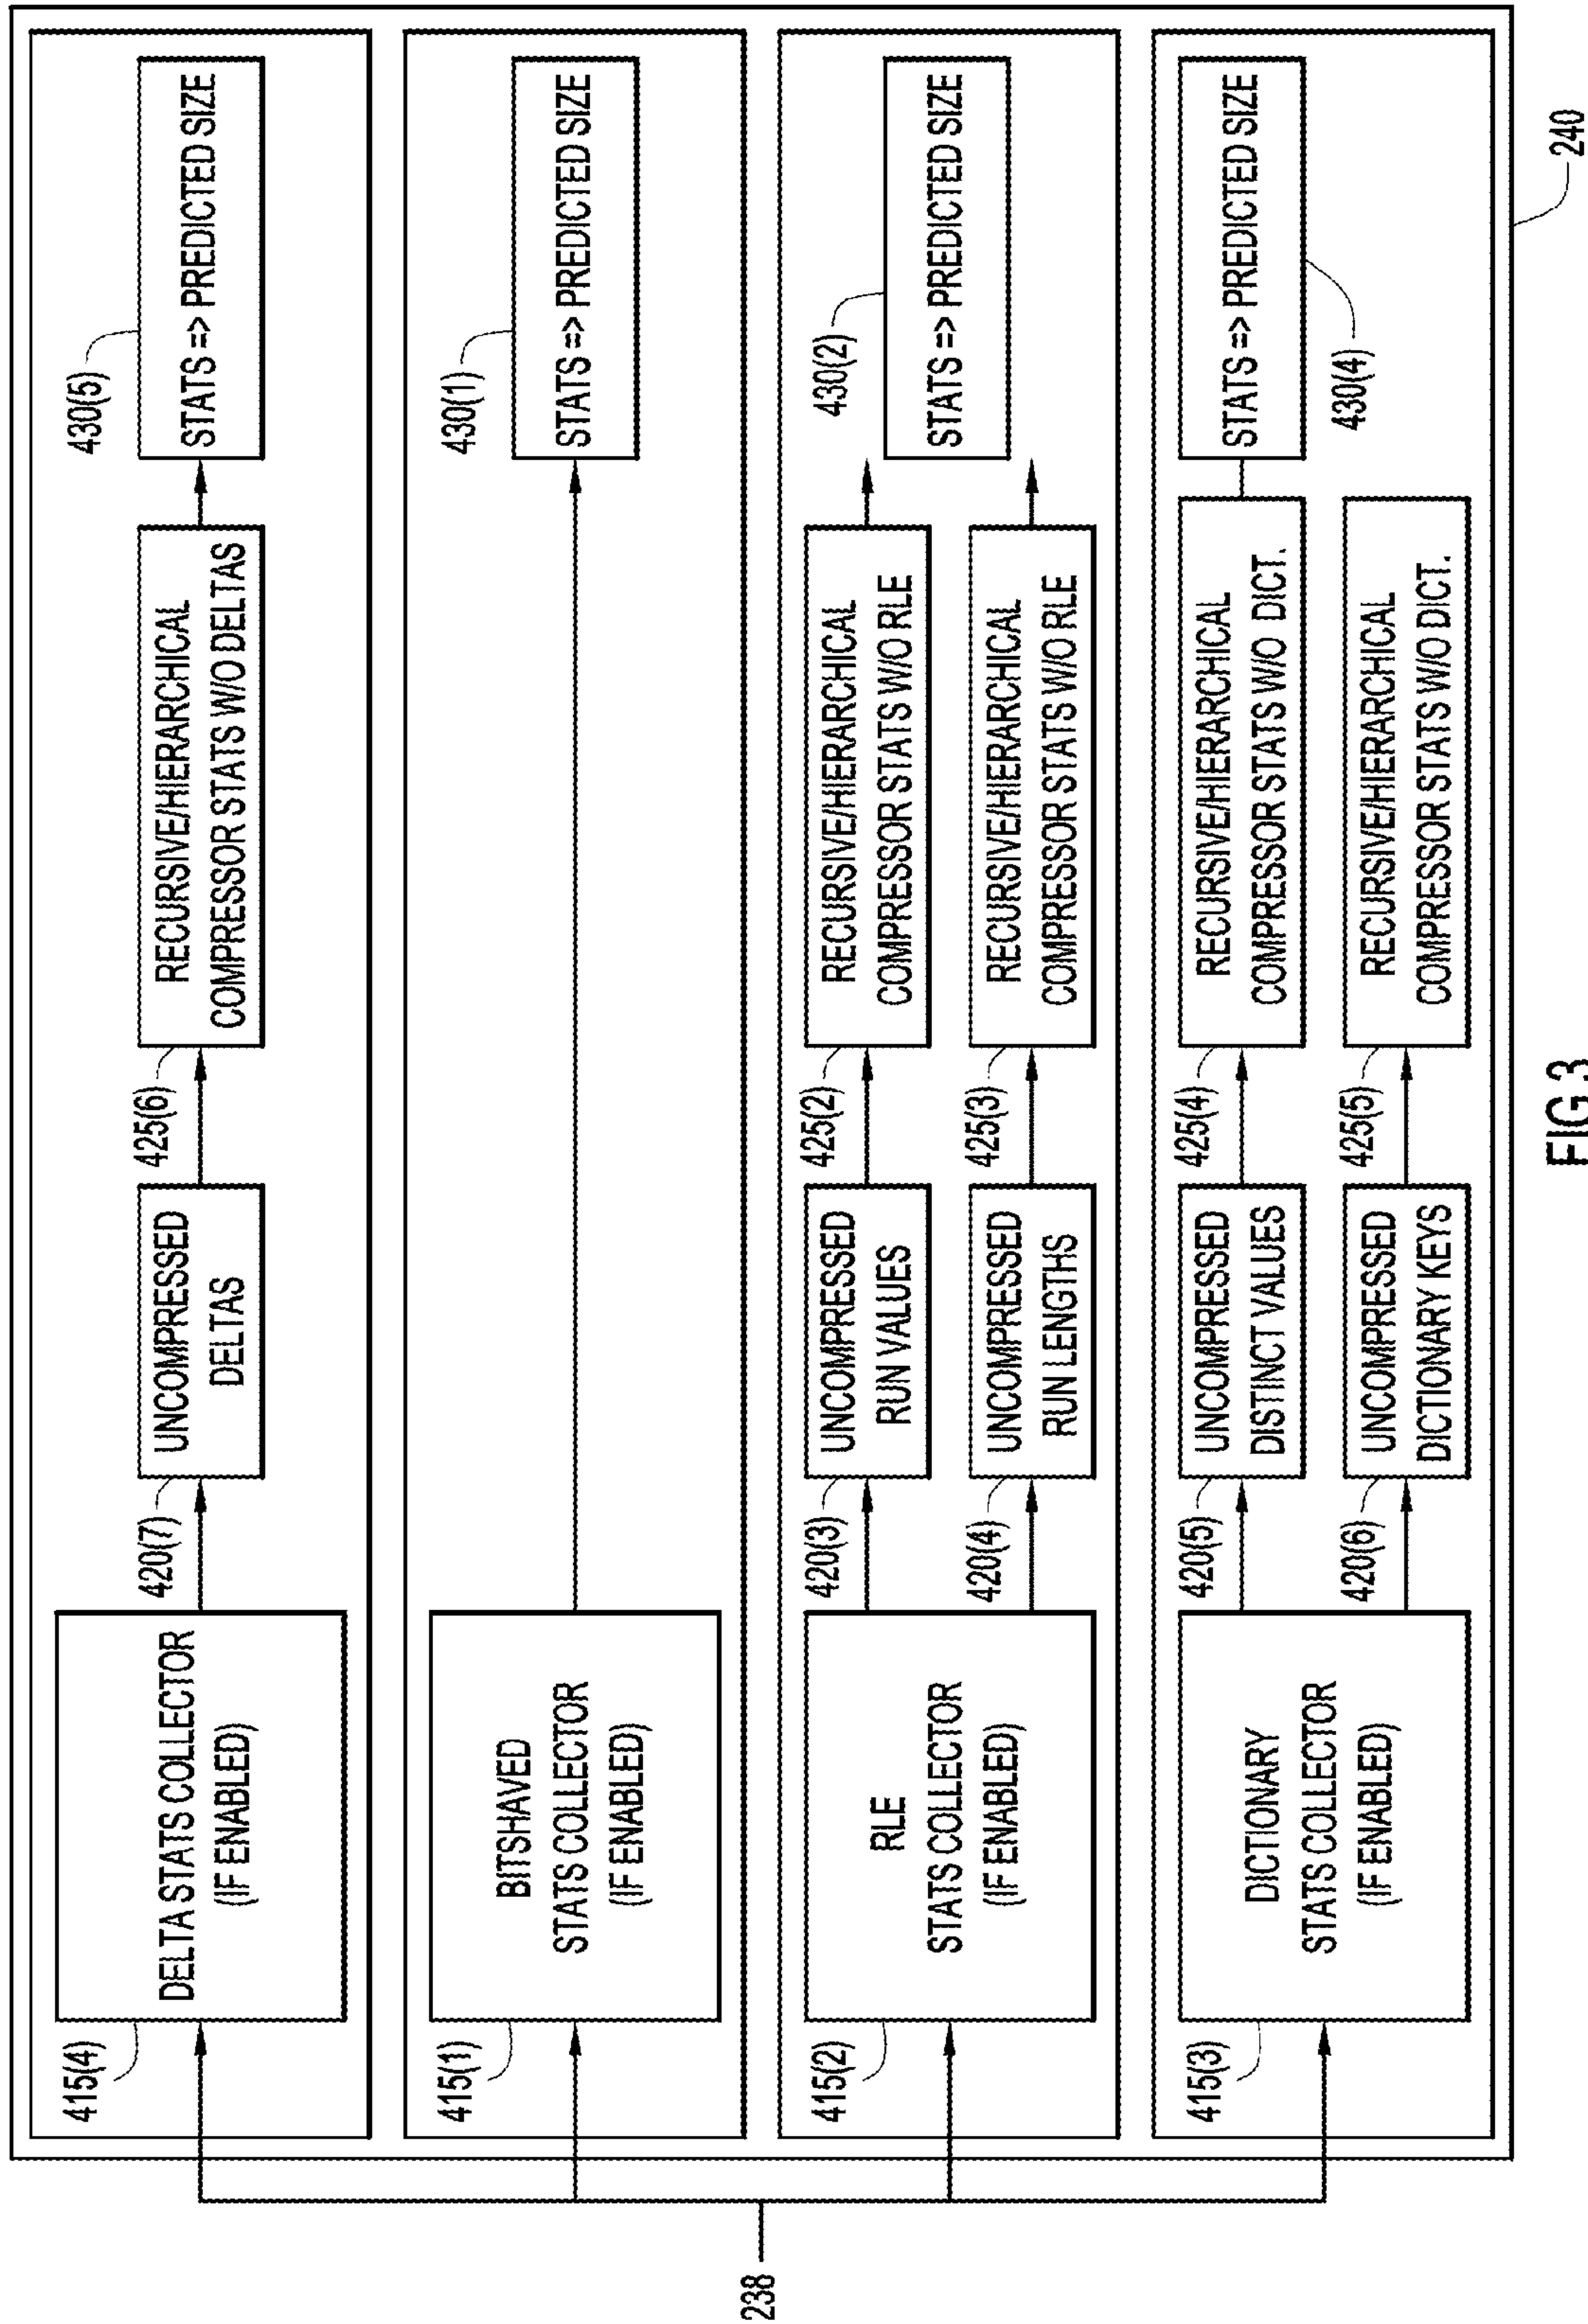 238
240
415(4)
DELTA STATS COLLECTOR
(IF ENABLED)
420(7)
UNCOMPRESSED
DELTAS
425(6)
RECURSIVE/HIERARCHICAL
COMPRESSOR STATS W/O DELTAS
430(5)
STATS => PREDICTED SIZE
415(1)
BITSHAVED
STATS COLLECTOR
(IF ENABLED)
430(1)
STATS => PREDICTED SIZE
415(2)
RLE
STATS COLLECTOR
(IF ENABLED)
420(3)
UNCOMPRESSED
RUN VALUES
425(2)
RECURSIVE/HIERARCHICAL
COMPRESSOR STATS W/O RLE
420(4)
UNCOMPRESSED
RUN LENGTHS
425(3)
RECURSIVE/HIERARCHICAL
COMPRESSOR STATS W/O RLE
430(2)
STATS => PREDICTED SIZE
415(3)
DICTIONARY
STATS COLLECTOR
(IF ENABLED)
420(5)
UNCOMPRESSED
DISTINCT VALUES
425(4)
RECURSIVE/HIERARCHICAL
COMPRESSOR STATS W/O DICT.
420(6)
UNCOMPRESSED
DICTIONARY KEYS
425(5)
RECURSIVE/HIERARCHICAL
COMPRESSOR STATS W/O DICT.
STATS => PREDICTED SIZE
430(4)
FIG.3